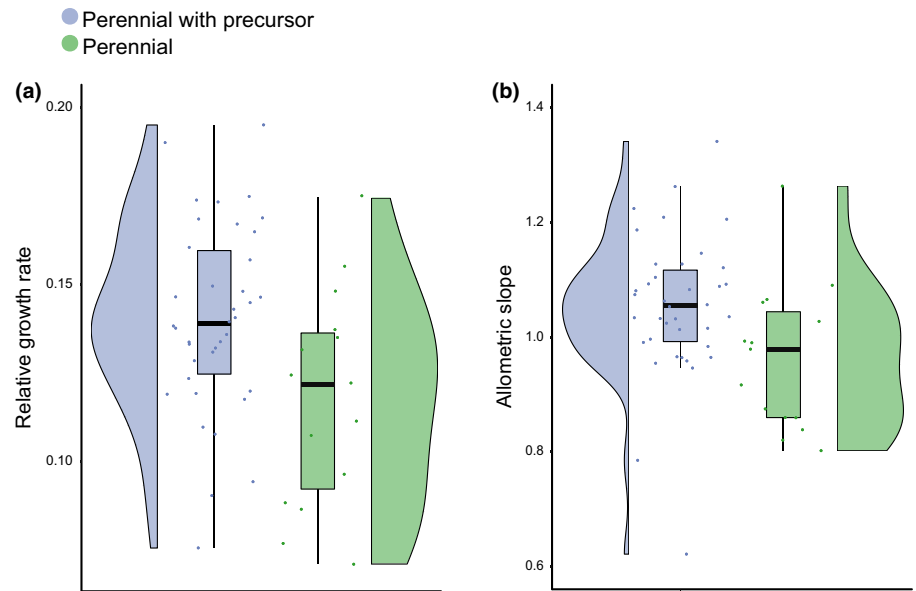 Perennial with precursor
Perennial
(a)
Relative growth rate
0.20
0.15
0.10
(b)
Allometric slope
1.4
1.2
1.0
0.8
0.6